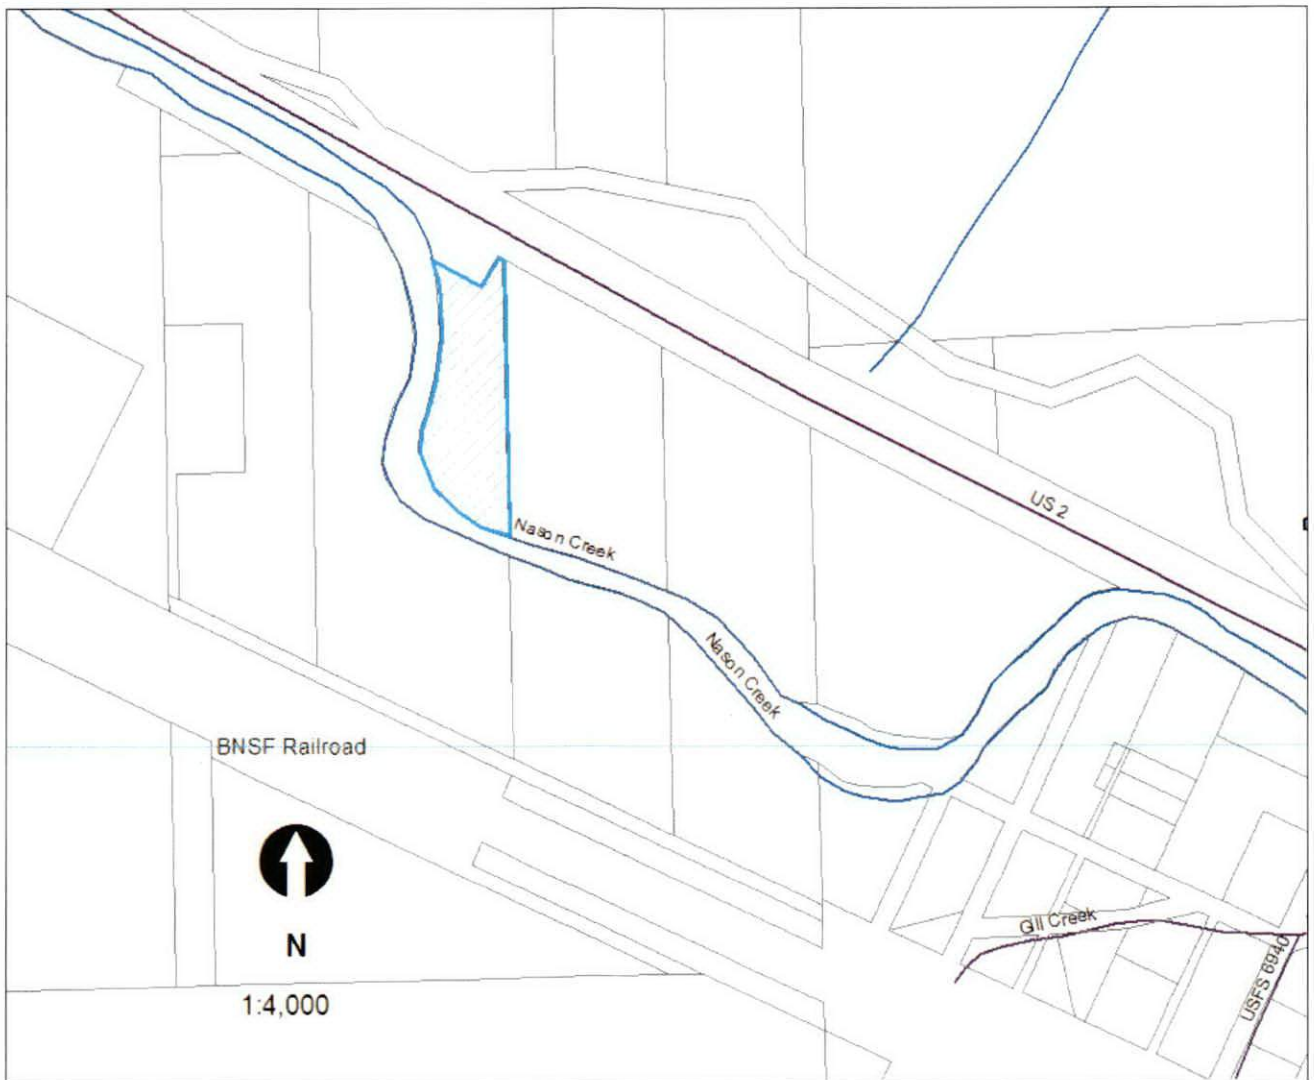 US 2
Nason Creek
Nason Creek
BNSF Railroad
N
1:4,000
Gill Creek
USFS 6940